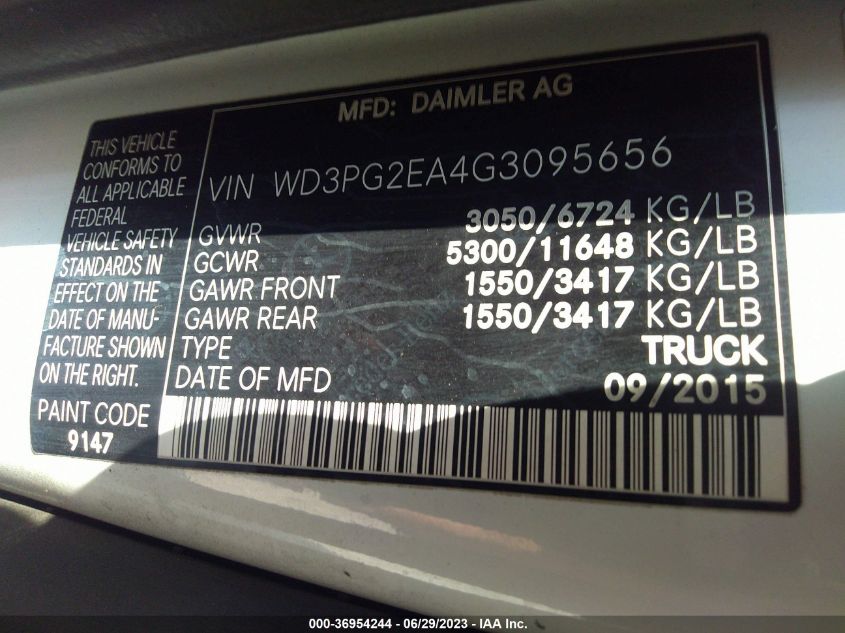 MFD: DAIMLER AG
THIS VEHICLE
CONFORMS TO
ALL APPLICABLE
FEDERAL
VEHICLE SAFETY
STANDARDS IN
EFFECT ON THE
DATE OF MANU-
FACTURE SHOWN
ON THE RIGHT.
PAINT CODE
9147
VIN WD3PG2EA4G3095656
GVWR 3050/6724 KG/LB
GCWR 5300/11648 KG/LB
GAWR FRONT 1550/3417 KG/LB
GAWR REAR 1550/3417 KG/LB
TYPE TRUCK
DATE OF MFD 09/2015
000-36954244 - 06/29/2023 - IAA Inc.